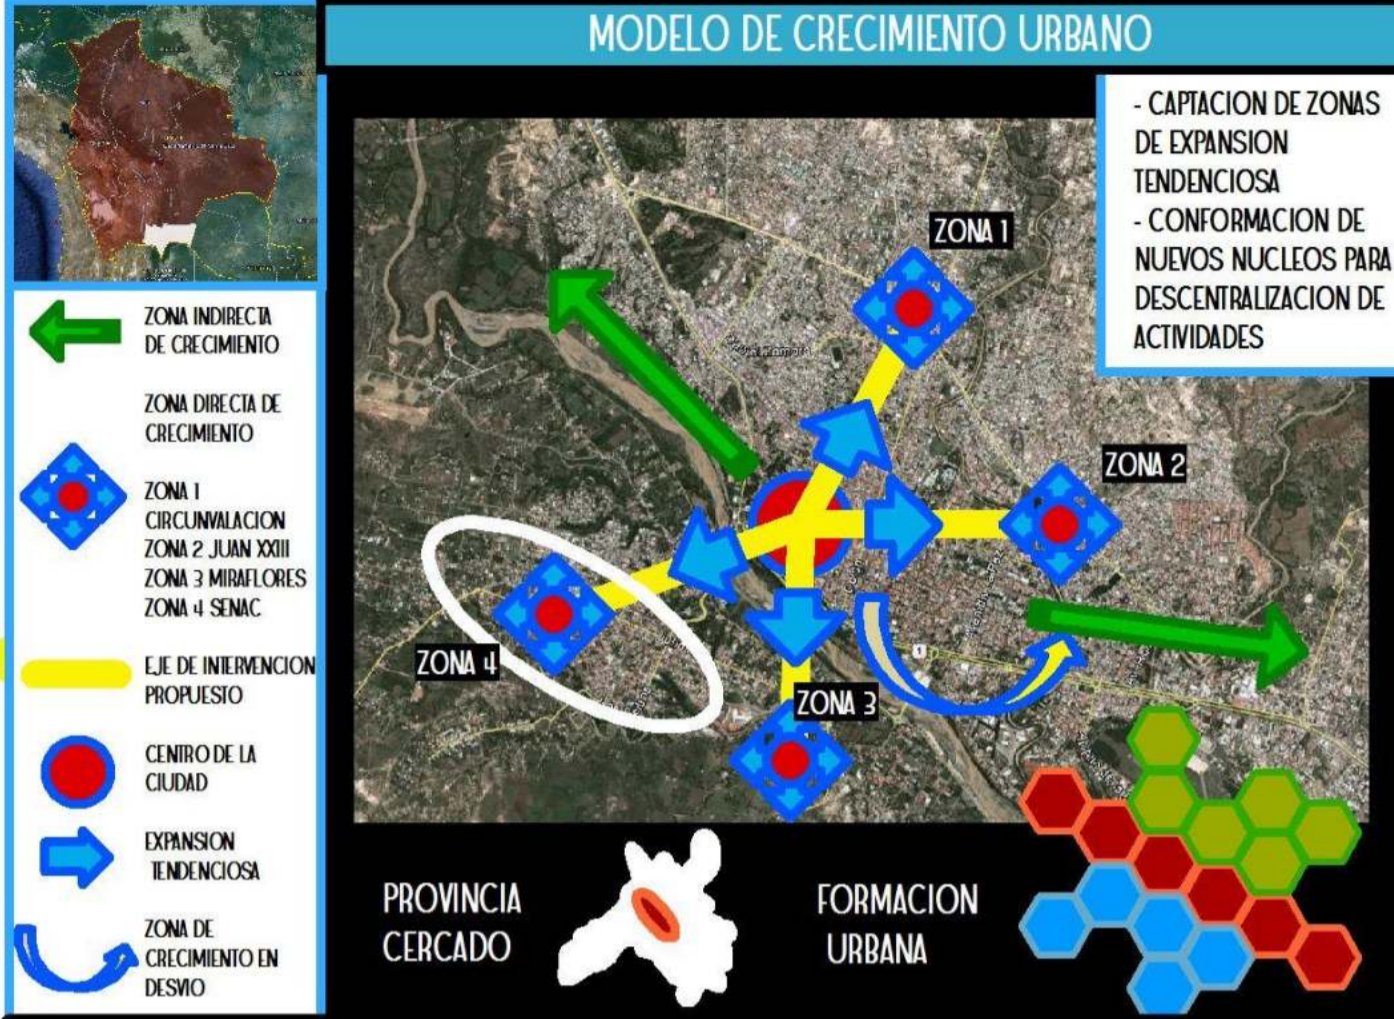 MODELO DE CRECIMIENTO URBANO
- CAPTACION DE ZONAS
DE EXPANSION
TENDENCIOSA
- CONFORMACION DE
NUEVOS NUCLEOS PARA
DESCENTRALIZACION DE
ACTIVIDADES
ZONA INDIRECTA
DE CRECIMIENTO
ZONA DIRECTA DE
CRECIMIENTO
ZONA 1
CIRCUNVALACION
ZONA 2 JUAN XXIII
ZONA 3 MIRAFLORES
ZONA 4 SENAC
EJE DE INTERVENCION
PROPUESTO
CENTRO DE LA
CIUDAD
EXPANSION
TENDENCIOSA
ZONA DE
CRECIMIENTO EN
DESVIO
ZONA 1
ZONA 2
ZONA 4
ZONA 3
1
PROVINCIA
CERCADO
FORMACION
URBANA